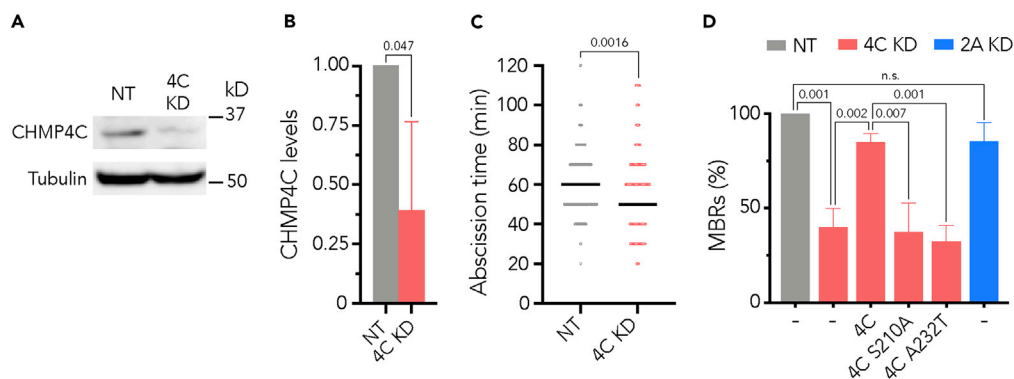 A
NT
4C
KD
kD
37
CHMP4C
Tubulin
50
B
0.047
CHMP4C levels
1.00
0.75
0.50
0.25
0
NT
4C KD
C
0.0016
Abscission time (min)
120
100
80
60
40
20
0
NT
4C KD
D
NT
4C KD
2A KD
n.s.
0.001
0.001
0.002
0.007
MBRs (%)
100
50
0
–
–
4C
4C S210A
4C A232T
–